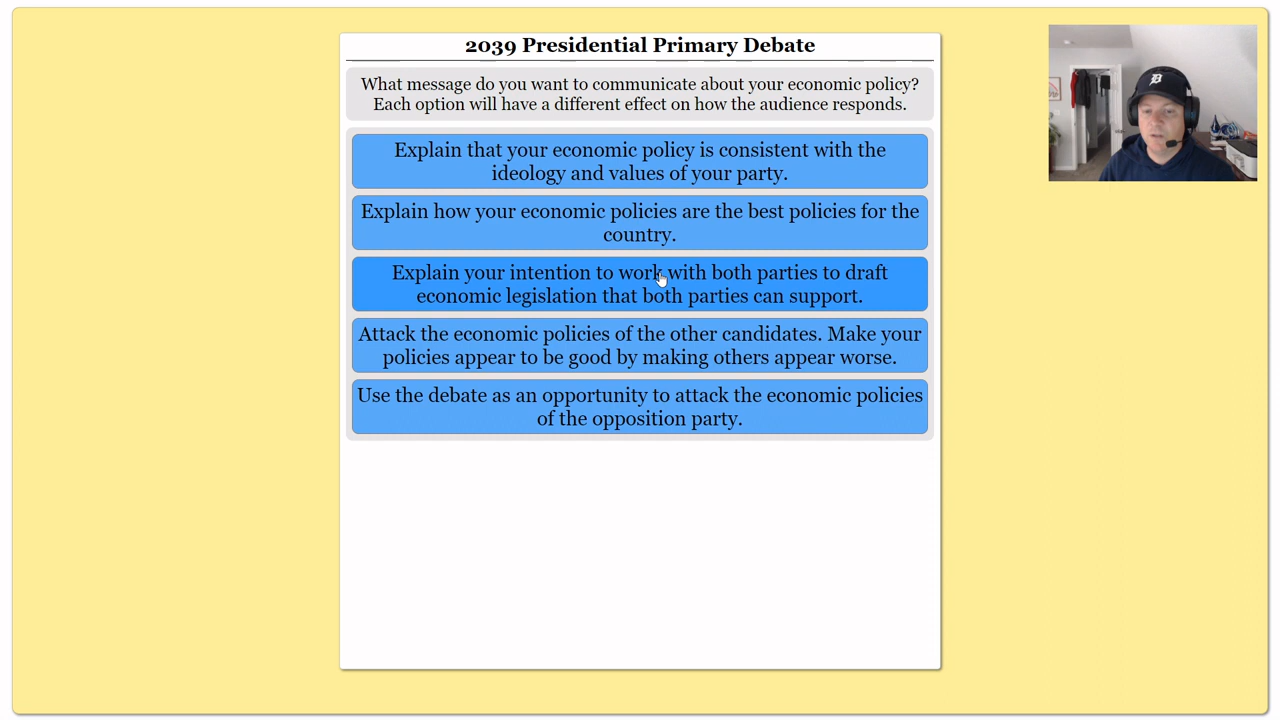 2039 Presidential Primary Debate
What message do you want to communicate about your economic policy?
Each option will have a different effect on how the audience responds.
Explain that your economic policy is consistent with the
ideology and values of your party.
Explain how your economic policies are the best policies for the
country.
Explain your intention to work with both parties to draft
economic legislation that both parties can support.
Attack the economic policies of the other candidates. Make your
policies appear to be good by making others appear worse.
Use the debate as an opportunity to attack the economic policies
of the opposition party.